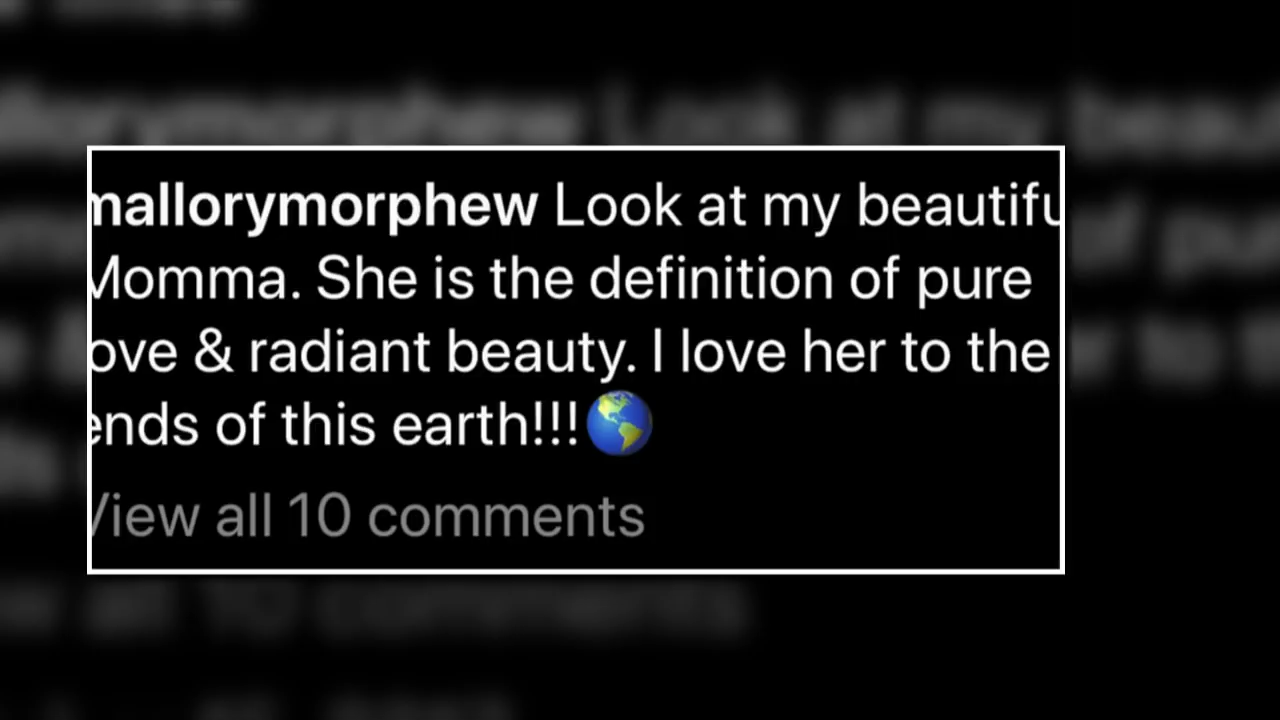 mallorymorphew Look at my beautifu
Momma. She is the definition of pure
ove & radiant beauty. I love her to the
ends of this earth!!!🌎
View all 10 comments